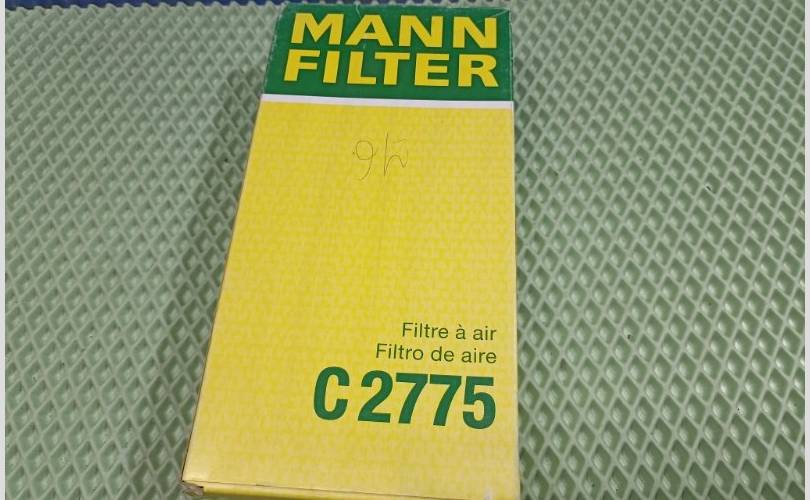 MANN
FILTER
Filtre à air
Filtro de aire
C 2775